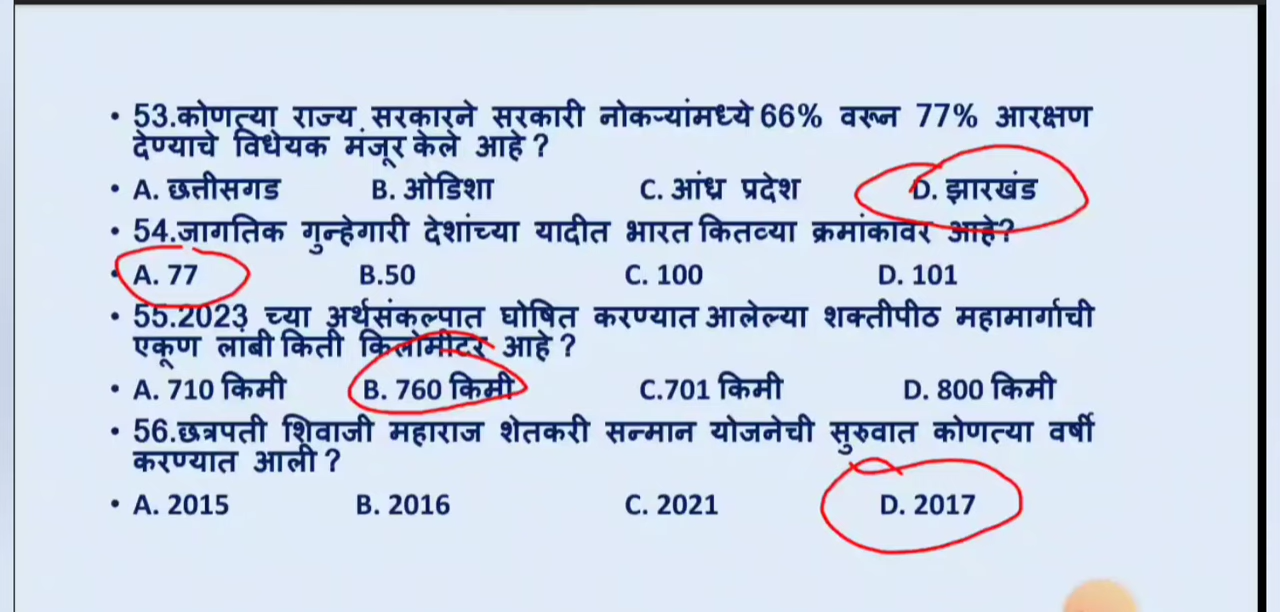 • 53.कोणत्या राज्य सरकारने सरकारी नोकऱ्यांमध्ये 66% वरून 77% आरक्षण
देण्याचे विधेयक मंजूर केले आहे ?
• A. छत्तीसगड B. ओडिशा C. आंध्र प्रदेश D. झारखंड
• 54.जागतिक गुन्हेगारी देशांच्या यादीत भारत कितव्या क्रमांकावर आहे?
• A. 77 B.50 C. 100 D. 101
• 55.2023 च्या अर्थसंकल्पात घोषित करण्यात आलेल्या शक्तीपीठ महामार्गाची
एकूण लांबी किती किलोमीटर आहे ?
• A. 710 किमी B. 760 किमी C.701 किमी D. 800 किमी
• 56.छत्रपती शिवाजी महाराज शेतकरी सन्मान योजनेची सुरुवात कोणत्या वर्षी
करण्यात आली ?
• A. 2015 B. 2016 C. 2021 D. 2017